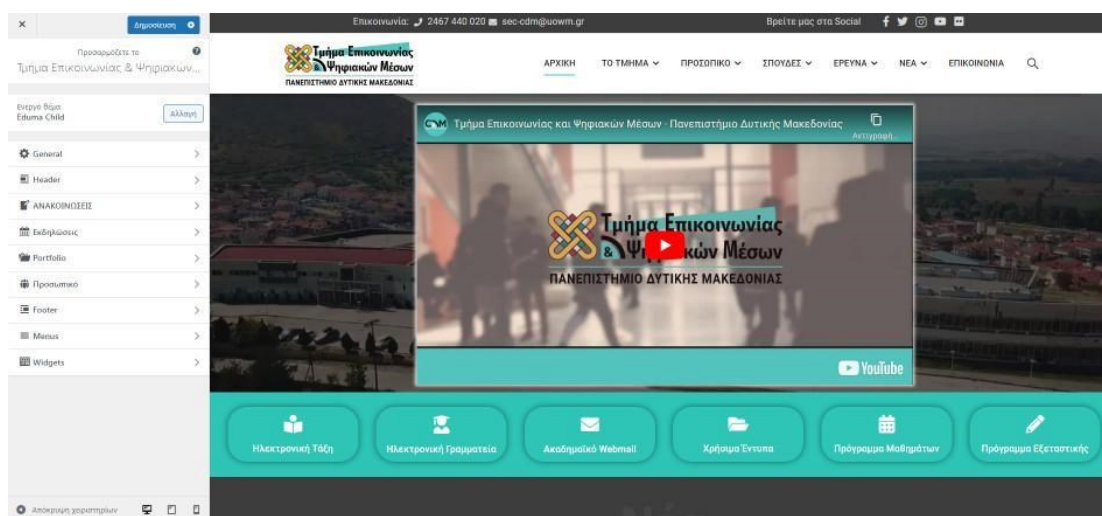 Δημοσίευση
Προσαρμόζετε το
Τμήμα Επικοινωνίας & Ψηφιακών...
Ενεργό θέμα
Eduma Child
Αλλαγή
General
Header
ΑΝΑΚΟΙΝΩΣΕΙΣ
Εκδηλώσεις
Portfolio
Προσωπικό
Footer
Menus
Widgets
Απόκρυψη χειριστηρίων
Επικοινωνία: 2467 440 020 sec-cdm@uowm.gr
Βρείτε μας στα Social
Τμήμα Επικοινωνίας
& Ψηφιακών Μέσων
ΠΑΝΕΠΙΣΤΗΜΙΟ ΔΥΤΙΚΗΣ ΜΑΚΕΔΟΝΙΑΣ
ΑΡΧΙΚΗ ΤΟ ΤΜΗΜΑ ΠΡΟΣΩΠΙΚΟ ΣΠΟΥΔΕΣ ΕΡΕΥΝΑ ΝΕΑ ΕΠΙΚΟΙΝΩΝΙΑ
CDM Τμήμα Επικοινωνίας και Ψηφιακών Μέσων - Πανεπιστήμιο Δυτικής Μακεδονίας
Αντιγραφή...
Τμήμα Επικοινωνίας
& Ψηφιακών Μέσων
ΠΑΝΕΠΙΣΤΗΜΙΟ ΔΥΤΙΚΗΣ ΜΑΚΕΔΟΝΙΑΣ
YouTube
Ηλεκτρονική Τάξη
Ηλεκτρονική Γραμματεία
Ακαδημαϊκό Webmail
Χρήσιμα Έντυπα
Πρόγραμμα Μαθημάτων
Πρόγραμμα Εξεταστικής